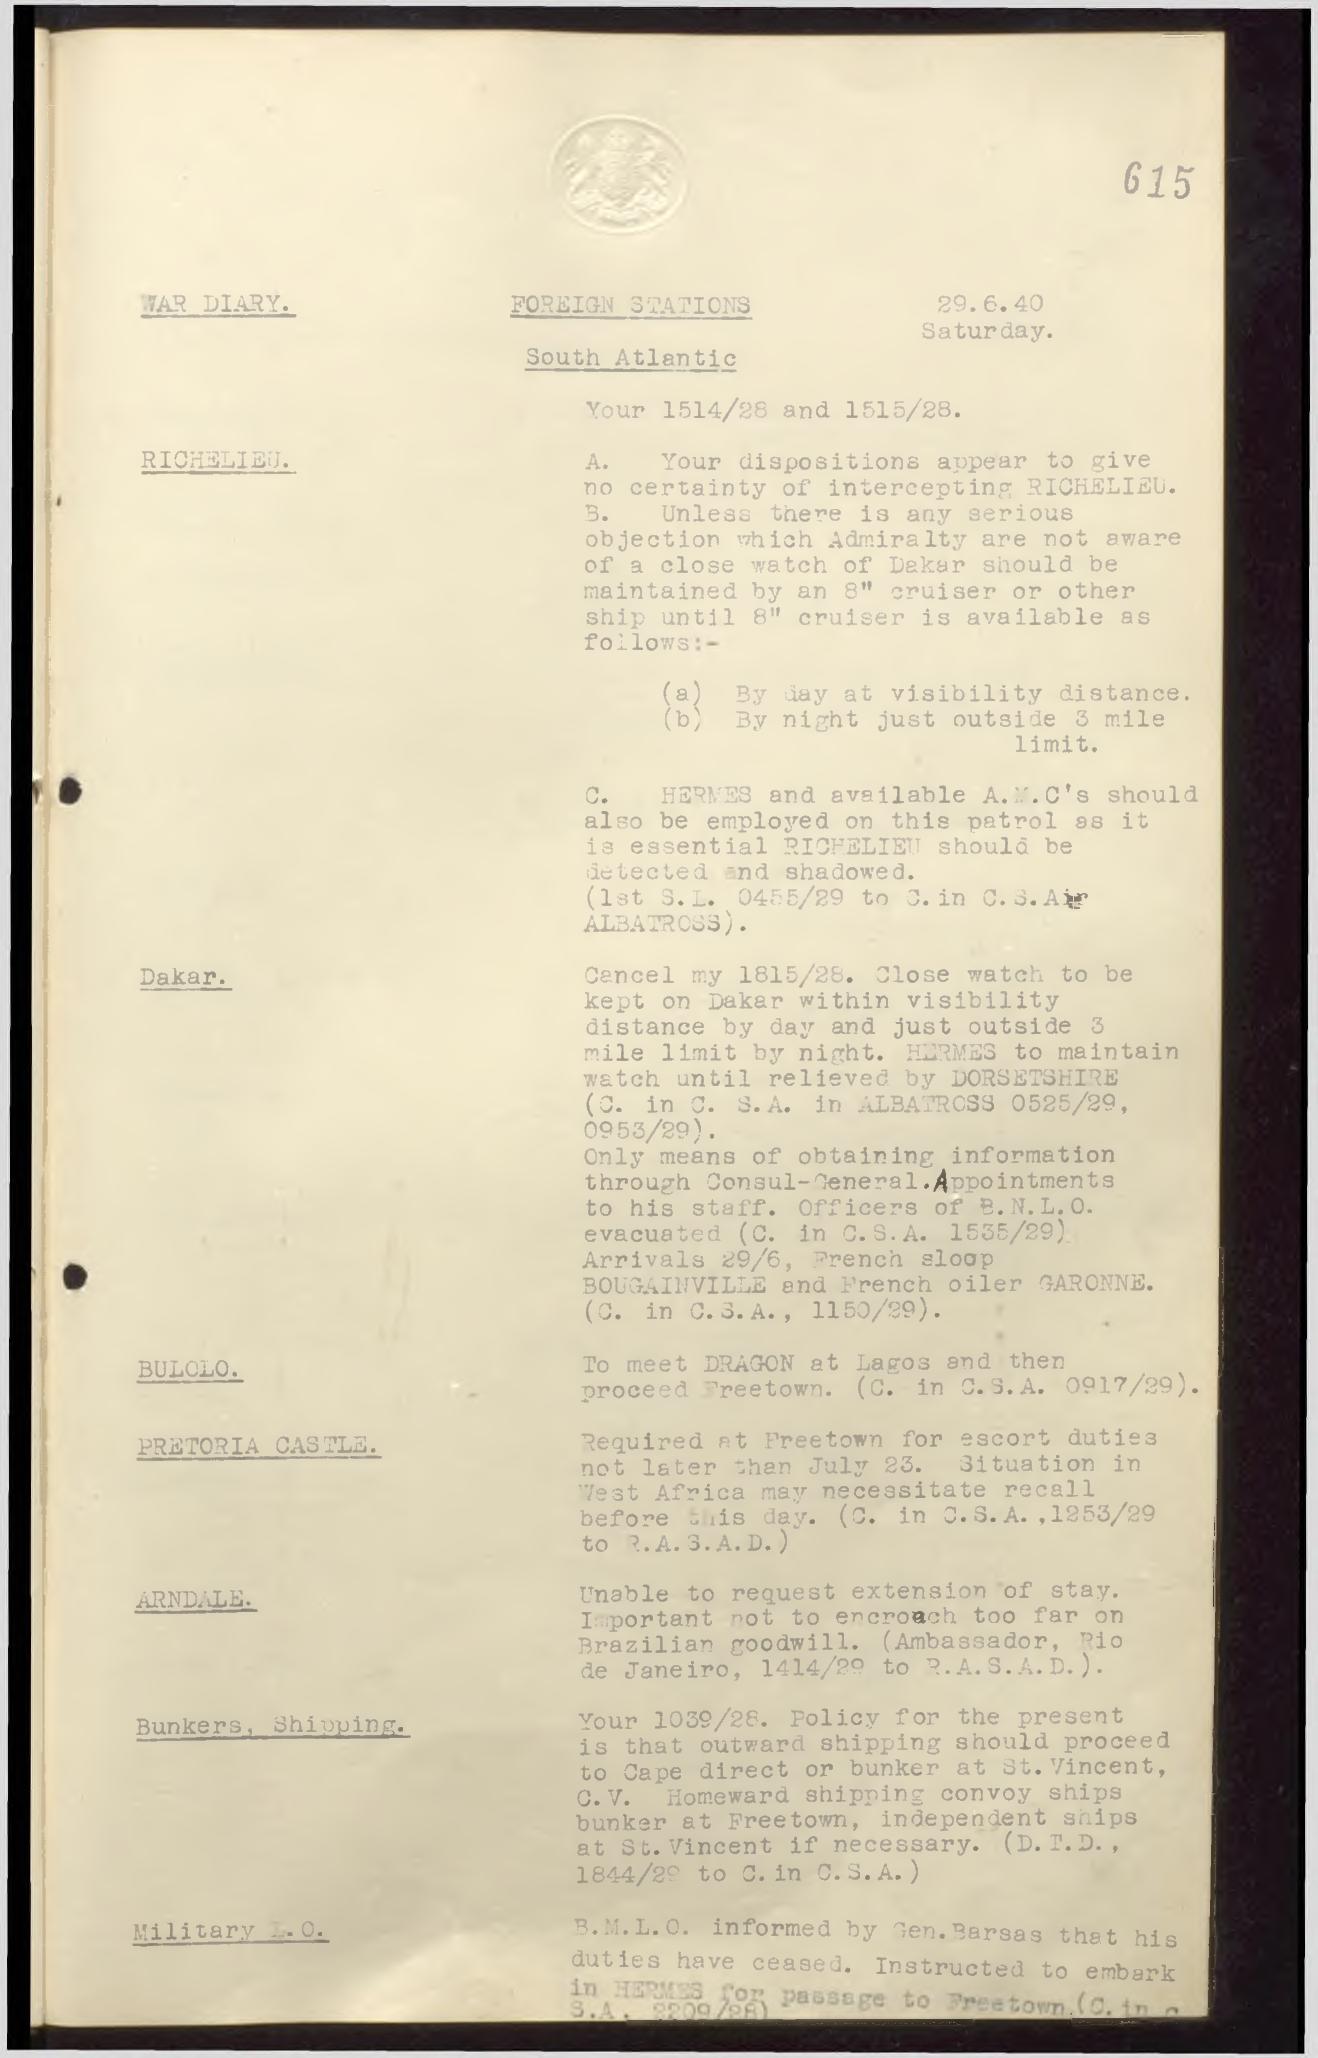 615
WAR DIARY. FOREIGN STATIONS 29.6.40
Saturday.
South Atlantic
Your 1514/28 and 1515/28.
RICHELIEU. A. Your dispositions appear to give
no certainty of intercepting RICHELIEU.
B. Unless there is any serious
objection which Admiralty are not aware
of a close watch of Dakar should be
maintained by an 8" cruiser or other
ship until 8" cruiser is available as
follows:-
(a) By day at visibility distance.
(b) By night just outside 3 mile
limit.
C. HERMES and available A.M.C's should
also be employed on this patrol as it
is essential RICHELIEU should be
detected and shadowed.
(1st S.L. 0455/29 to C.in C.S.A
ALBATROSS).
Dakar. Cancel my 1815/28. Close watch to be
kept on Dakar within visibility
distance by day and just outside 3
mile limit by night. HERMES to maintain
watch until relieved by DORSETSHIRE
(C. in C. S.A. in ALBATROSS 0525/29,
0953/29).
Only means of obtaining information
through Consul-General.Appointments
to his staff. Officers of B.N.L.O.
evacuated (C. in C.S.A. 1535/29)
Arrivals 29/6, French sloop
BOUGAINVILLE and French oiler GARONNE.
(C. in C.S.A., 1150/29).
BULOLO. To meet DRAGON at Lagos and then
proceed Freetown. (C. in C.S.A. 0917/29).
PRETORIA CASTLE. Required at Freetown for escort duties
not later than July 23. Situation in
West Africa may necessitate recall
before this day. (C. in C.S.A.,1253/29
to R.A.S.A.D.)
ARNDALE. Unable to request extension of stay.
Important not to encroach too far on
Brazilian goodwill. (Ambassador, Rio
de Janeiro, 1414/29 to R.A.S.A.D.).
Bunkers, Shipping. Your 1039/28. Policy for the present
is that outward shipping should proceed
to Cape direct or bunker at St.Vincent,
C.V. Homeward shipping convoy ships
bunker at Freetown, independent ships
at St.Vincent if necessary. (D.T.D.,
1844/29 to C.in C.S.A.)
Military L.O. B.M.L.O. informed by Gen.Barsas that his
duties have ceased. Instructed to embark
in HERMES for passage to Freetown.(C. in
S.A. 2209/28)